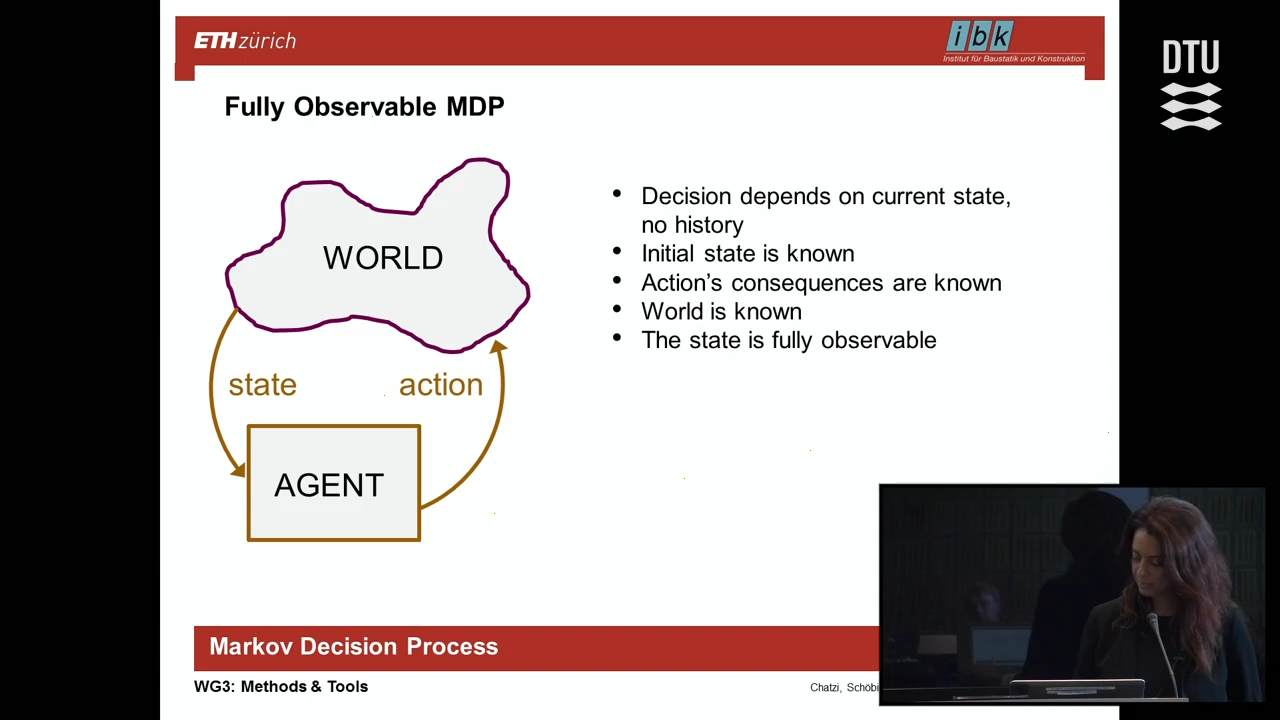 ETH zürich
ibk
Institut für Baustatik und Konstruktion
DTU
Fully Observable MDP
WORLD
state
action
AGENT
• Decision depends on current state,
no history
• Initial state is known
• Action's consequences are known
• World is known
• The state is fully observable
Markov Decision Process
WG3: Methods & Tools
Chatzi, Schöbi